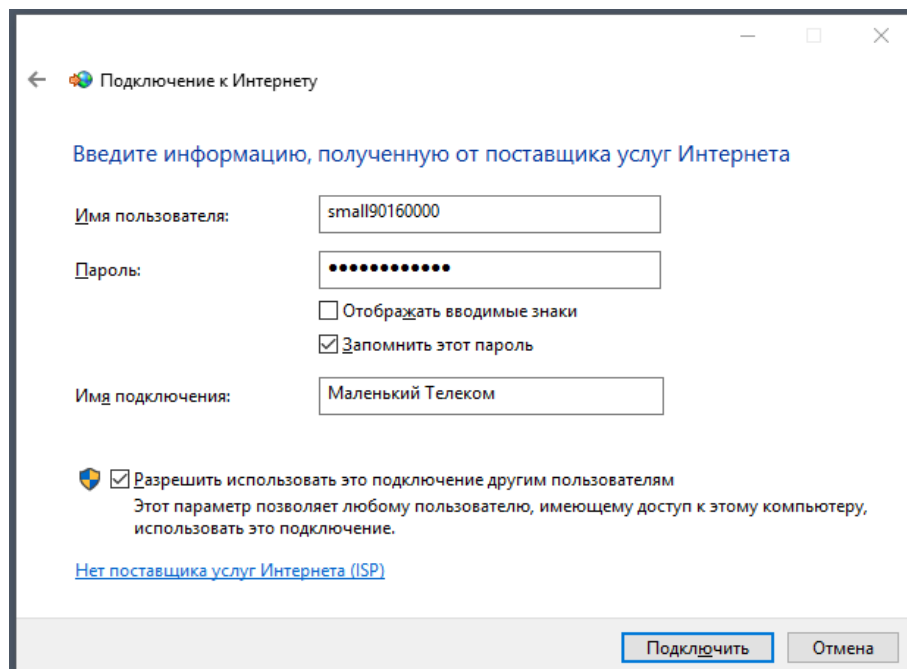 Подключение к Интернету
Введите информацию, полученную от поставщика услуг Интернета
Имя пользователя:
small90160000
Пароль:
••••••••••••
Отображать вводимые знаки
Запомнить этот пароль
Имя подключения:
Маленький Телеком
Разрешить использовать это подключение другим пользователям
Этот параметр позволяет любому пользователю, имеющему доступ к этому компьютеру,
использовать это подключение.
Нет поставщика услуг Интернета (ISP)
Подключить
Отмена